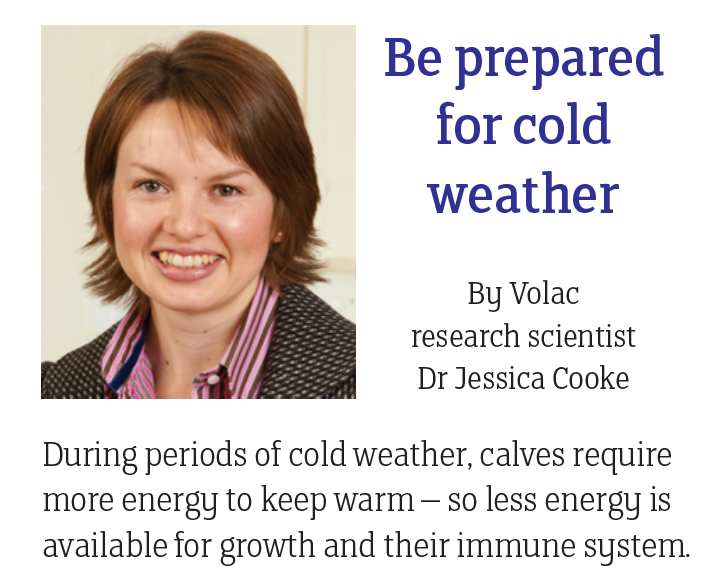 Be prepared
for cold
weather
By Volac
research scientist
Dr Jessica Cooke
During periods of cold weather, calves require
more energy to keep warm – so less energy is
available for growth and their immune system.